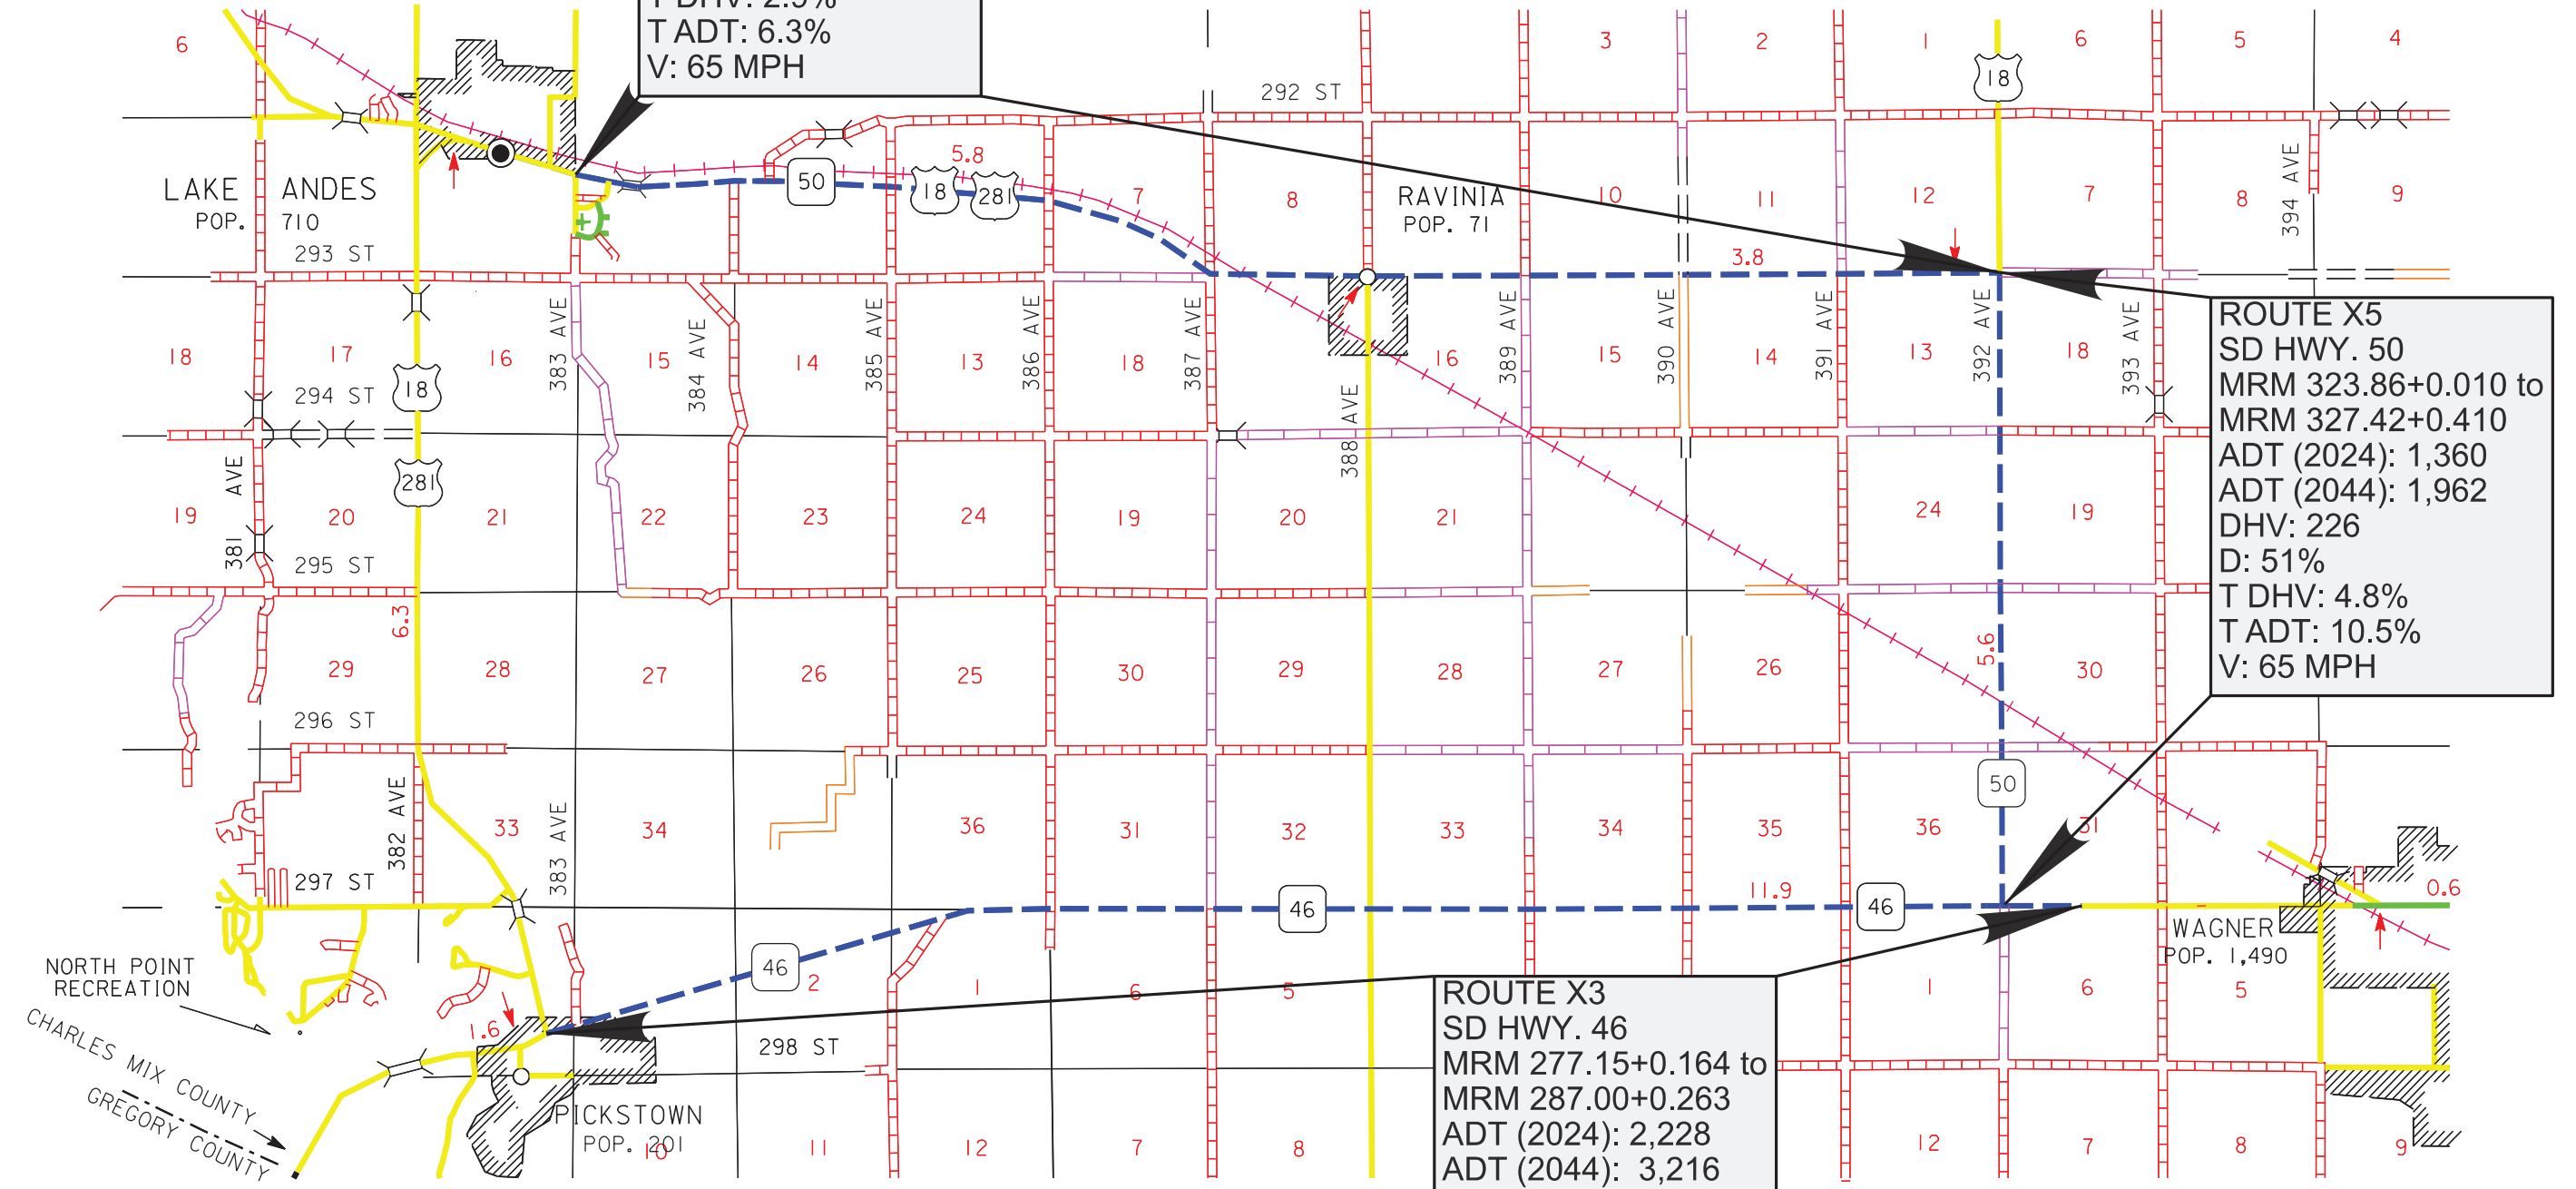 T DHV: 2.9%
T ADT: 6.3%
V: 65 MPH
6
3
2
1
6
5
4
18
292 ST
5.8
50
18
281
7
8
RAVINIA
POP. 71
10
11
12
7
8
394 AVE
9
LAKE ANDES
POP. 710
293 ST
3.8
18
17
16
383 AVE
15
384 AVE
14
385 AVE
13
386 AVE
18
387 AVE
16
389 AVE
15
390 AVE
14
391 AVE
13
392 AVE
18
393 AVE
294 ST
18
388 AVE
281
381 AVE
19
20
21
22
23
24
19
20
21
24
19
295 ST
6.3
5.6
29
28
27
26
25
30
29
28
27
26
30
296 ST
ROUTE X5
SD HWY. 50
MRM 323.86+0.010 to
MRM 327.42+0.410
ADT (2024): 1,360
ADT (2044): 1,962
DHV: 226
D: 51%
T DHV: 4.8%
T ADT: 10.5%
V: 65 MPH
50
382 AVE
33
383 AVE
34
36
31
32
33
34
35
36
31
297 ST
11.9
0.6
46
46
46
WAGNER
POP. 1,490
NORTH POINT
RECREATION
2
1
6
5
1
6
5
1.6
298 ST
CHARLES MIX COUNTY
GREGORY COUNTY
PICKSTOWN
POP. 201
10
11
12
7
8
12
7
8
9
ROUTE X3
SD HWY. 46
MRM 277.15+0.164 to
MRM 287.00+0.263
ADT (2024): 2,228
ADT (2044): 3,216